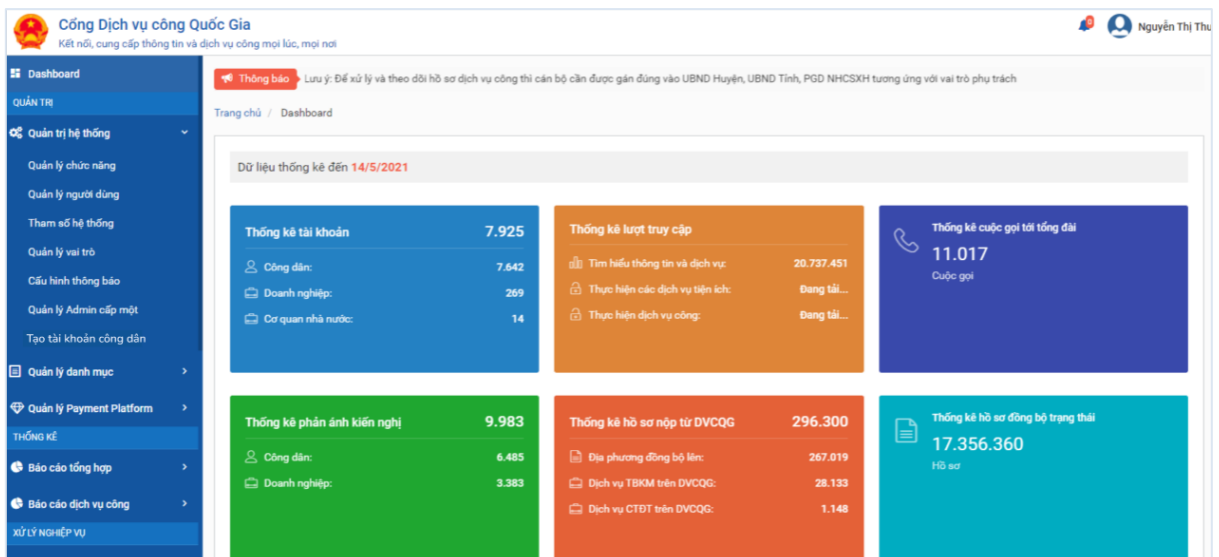 Cổng Dịch vụ công Quốc Gia
Kết nối, cung cấp thông tin và dịch vụ công mọi lúc, mọi nơi
0
Nguyễn Thị Thu
Dashboard
QUẢN TRỊ
Quản trị hệ thống
Quản lý chức năng
Quản lý người dùng
Tham số hệ thống
Quản lý vai trò
Cấu hình thông báo
Quản lý Admin cấp một
Tạo tài khoản công dân
Quản lý danh mục
Quản lý Payment Platform
THỐNG KÊ
Báo cáo tổng hợp
Báo cáo dịch vụ công
XỬ LÝ NGHIỆP VỤ
Thông báo Lưu ý: Để xử lý và theo dõi hồ sơ dịch vụ công thì cán bộ cần được gán đúng vào UBND Huyện, UBND Tỉnh, PGD NHCSXH tương ứng với vai trò phụ trách
Trang chủ / Dashboard
Dữ liệu thống kê đến 14/5/2021
Thống kê tài khoản 7.925
Công dân: 7.642
Doanh nghiệp: 269
Cơ quan nhà nước: 14
Thống kê lượt truy cập
Tìm hiểu thông tin và dịch vụ: 20.737.451
Thực hiện các dịch vụ tiện ích: Đang tải...
Thực hiện dịch vụ công: Đang tải...
Thống kê cuộc gọi tới tổng đài
11.017
Cuộc gọi
Thống kê phản ánh kiến nghị 9.983
Công dân: 6.485
Doanh nghiệp: 3.383
Thống kê hồ sơ nộp từ DVCQG 296.300
Địa phương đồng bộ lên: 267.019
Dịch vụ TBKM trên DVCQG: 28.133
Dịch vụ CTĐT trên DVCQG: 1.148
Thống kê hồ sơ đồng bộ trạng thái
17.356.360
Hồ sơ